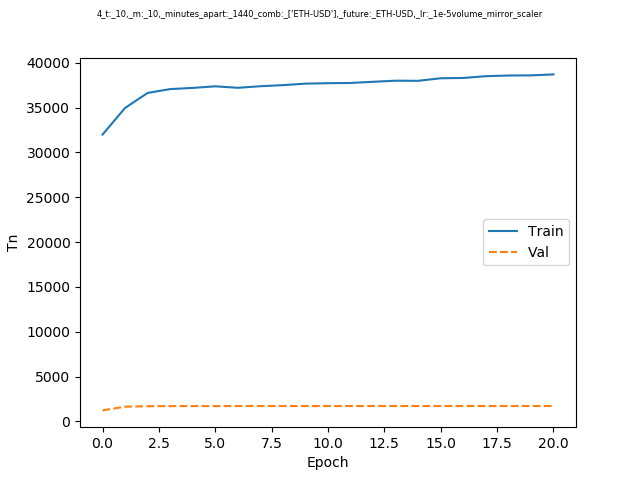 4_t:_10,_m:_10,_minutes_apart:_1440_comb:_['ETH-USD'],_future:_ETH-USD,_lr:_1e-5volume_mirror_scaler
40000
35000
30000
25000
20000
15000
10000
5000
0
Tn
Train
Val
0.0 2.5 5.0 7.5 10.0 12.5 15.0 17.5 20.0
Epoch